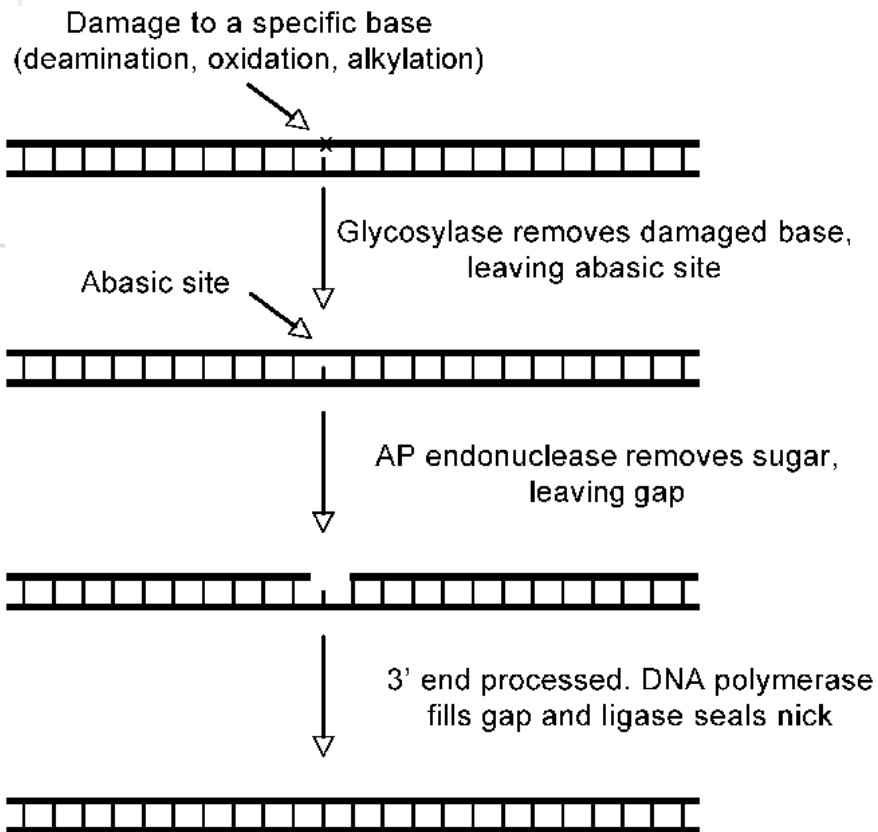 Damage to a specific base
(deamination, oxidation, alkylation)
Glycosylase removes damaged base,
leaving abasic site
Abasic site
AP endonuclease removes sugar,
leaving gap
3’ end processed. DNA polymerase
fills gap and ligase seals nick